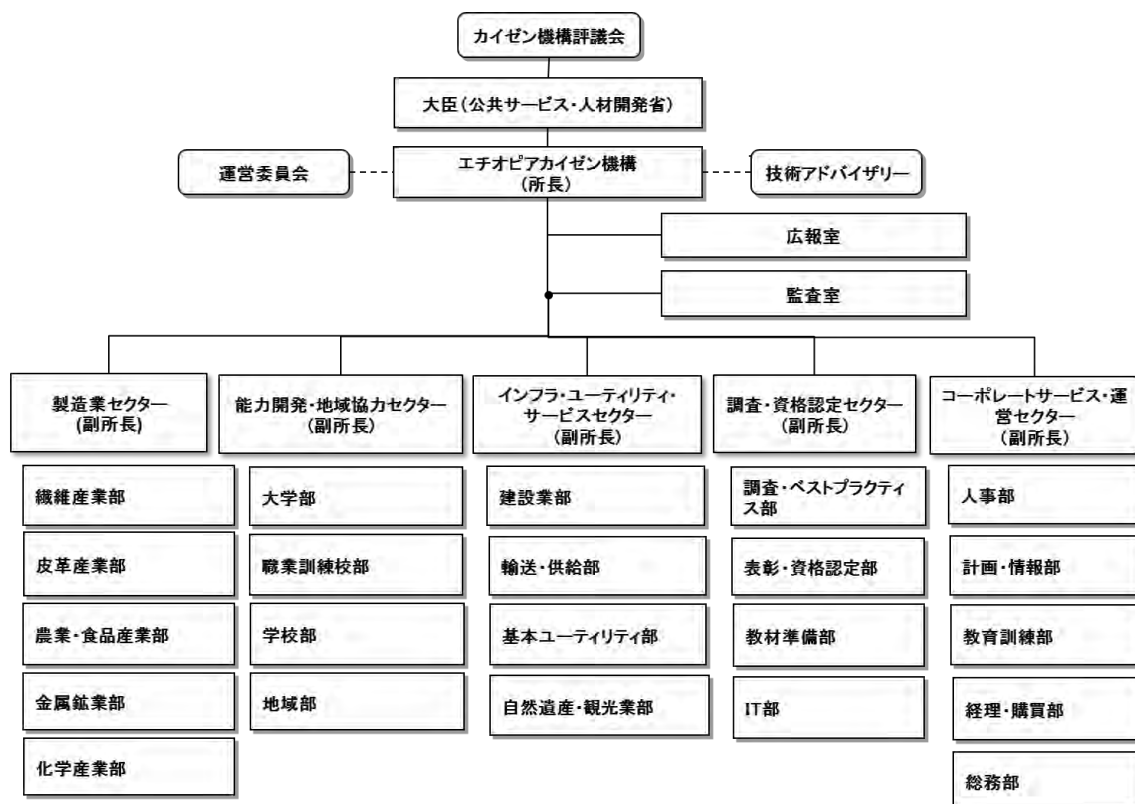 カイゼン機構評議会
大臣(公共サービス・人材開発省)
運営委員会
エチオピアカイゼン機構
(所長)
技術アドバイザリー
広報室
監査室
製造業セクター
(副所長)
能力開発・地域協力セクター
(副所長)
インフラ・ユーティリティ・
サービスセクター
(副所長)
調査・資格認定セクター
(副所長)
コーポレートサービス・運
営セクター
(副所長)
繊維産業部
皮革産業部
農業・食品産業部
金属鉱業部
化学産業部
大学部
職業訓練校部
学校部
地域部
建設業部
輸送・供給部
基本ユーティリティ部
自然遺産・観光業部
調査・ベストプラクティ
ス部
表彰・資格認定部
教材準備部
IT部
人事部
計画・情報部
教育訓練部
経理・購買部
総務部